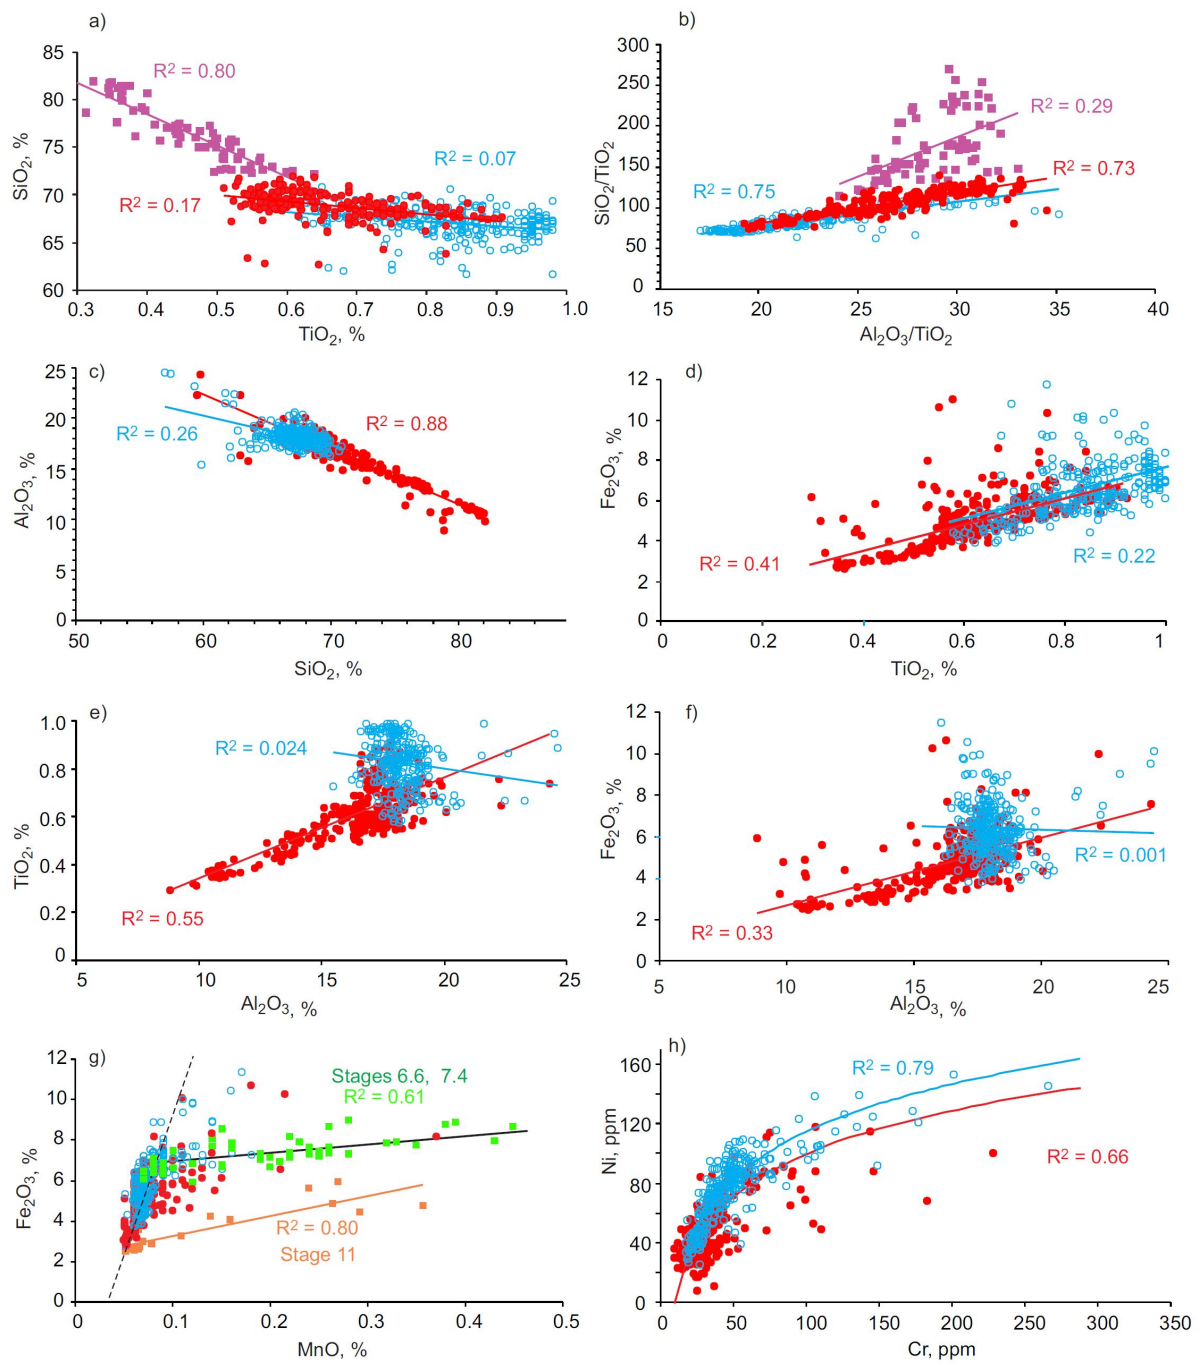 a)
85
80
75
70
65
60
SiO2, %
R2 = 0.80
R2 = 0.07
R2 = 0.17
0.3 0.4 0.5 0.6 0.7 0.8 0.9 1.0
TiO2, %
b)
300
250
200
150
100
50
0
SiO2/TiO2
R2 = 0.29
R2 = 0.73
R2 = 0.75
15 20 25 30 35 40
Al2O3/TiO2
c)
25
20
15
10
5
0
Al2O3, %
R2 = 0.88
R2 = 0.26
50 60 70 80
SiO2, %
d)
12
10
8
6
4
2
0
Fe2O3, %
R2 = 0.41
R2 = 0.22
0 0.2 0.4 0.6 0.8 1
TiO2, %
e)
1.0
0.8
0.6
0.4
0.2
0
TiO2, %
R2 = 0.024
R2 = 0.55
5 10 15 20 25
Al2O3, %
f)
12
10
8
6
4
2
0
Fe2O3, %
R2 = 0.001
R2 = 0.33
5 10 15 20 25
Al2O3, %
g)
12
10
8
6
4
2
0
Fe2O3, %
Stages 6.6, 7.4
R2 = 0.61
R2 = 0.80
Stage 11
0 0.1 0.2 0.3 0.4 0.5
MnO, %
h)
160
120
80
40
0
Ni, ppm
R2 = 0.79
R2 = 0.66
0 50 100 150 200 250 300 350
Cr, ppm